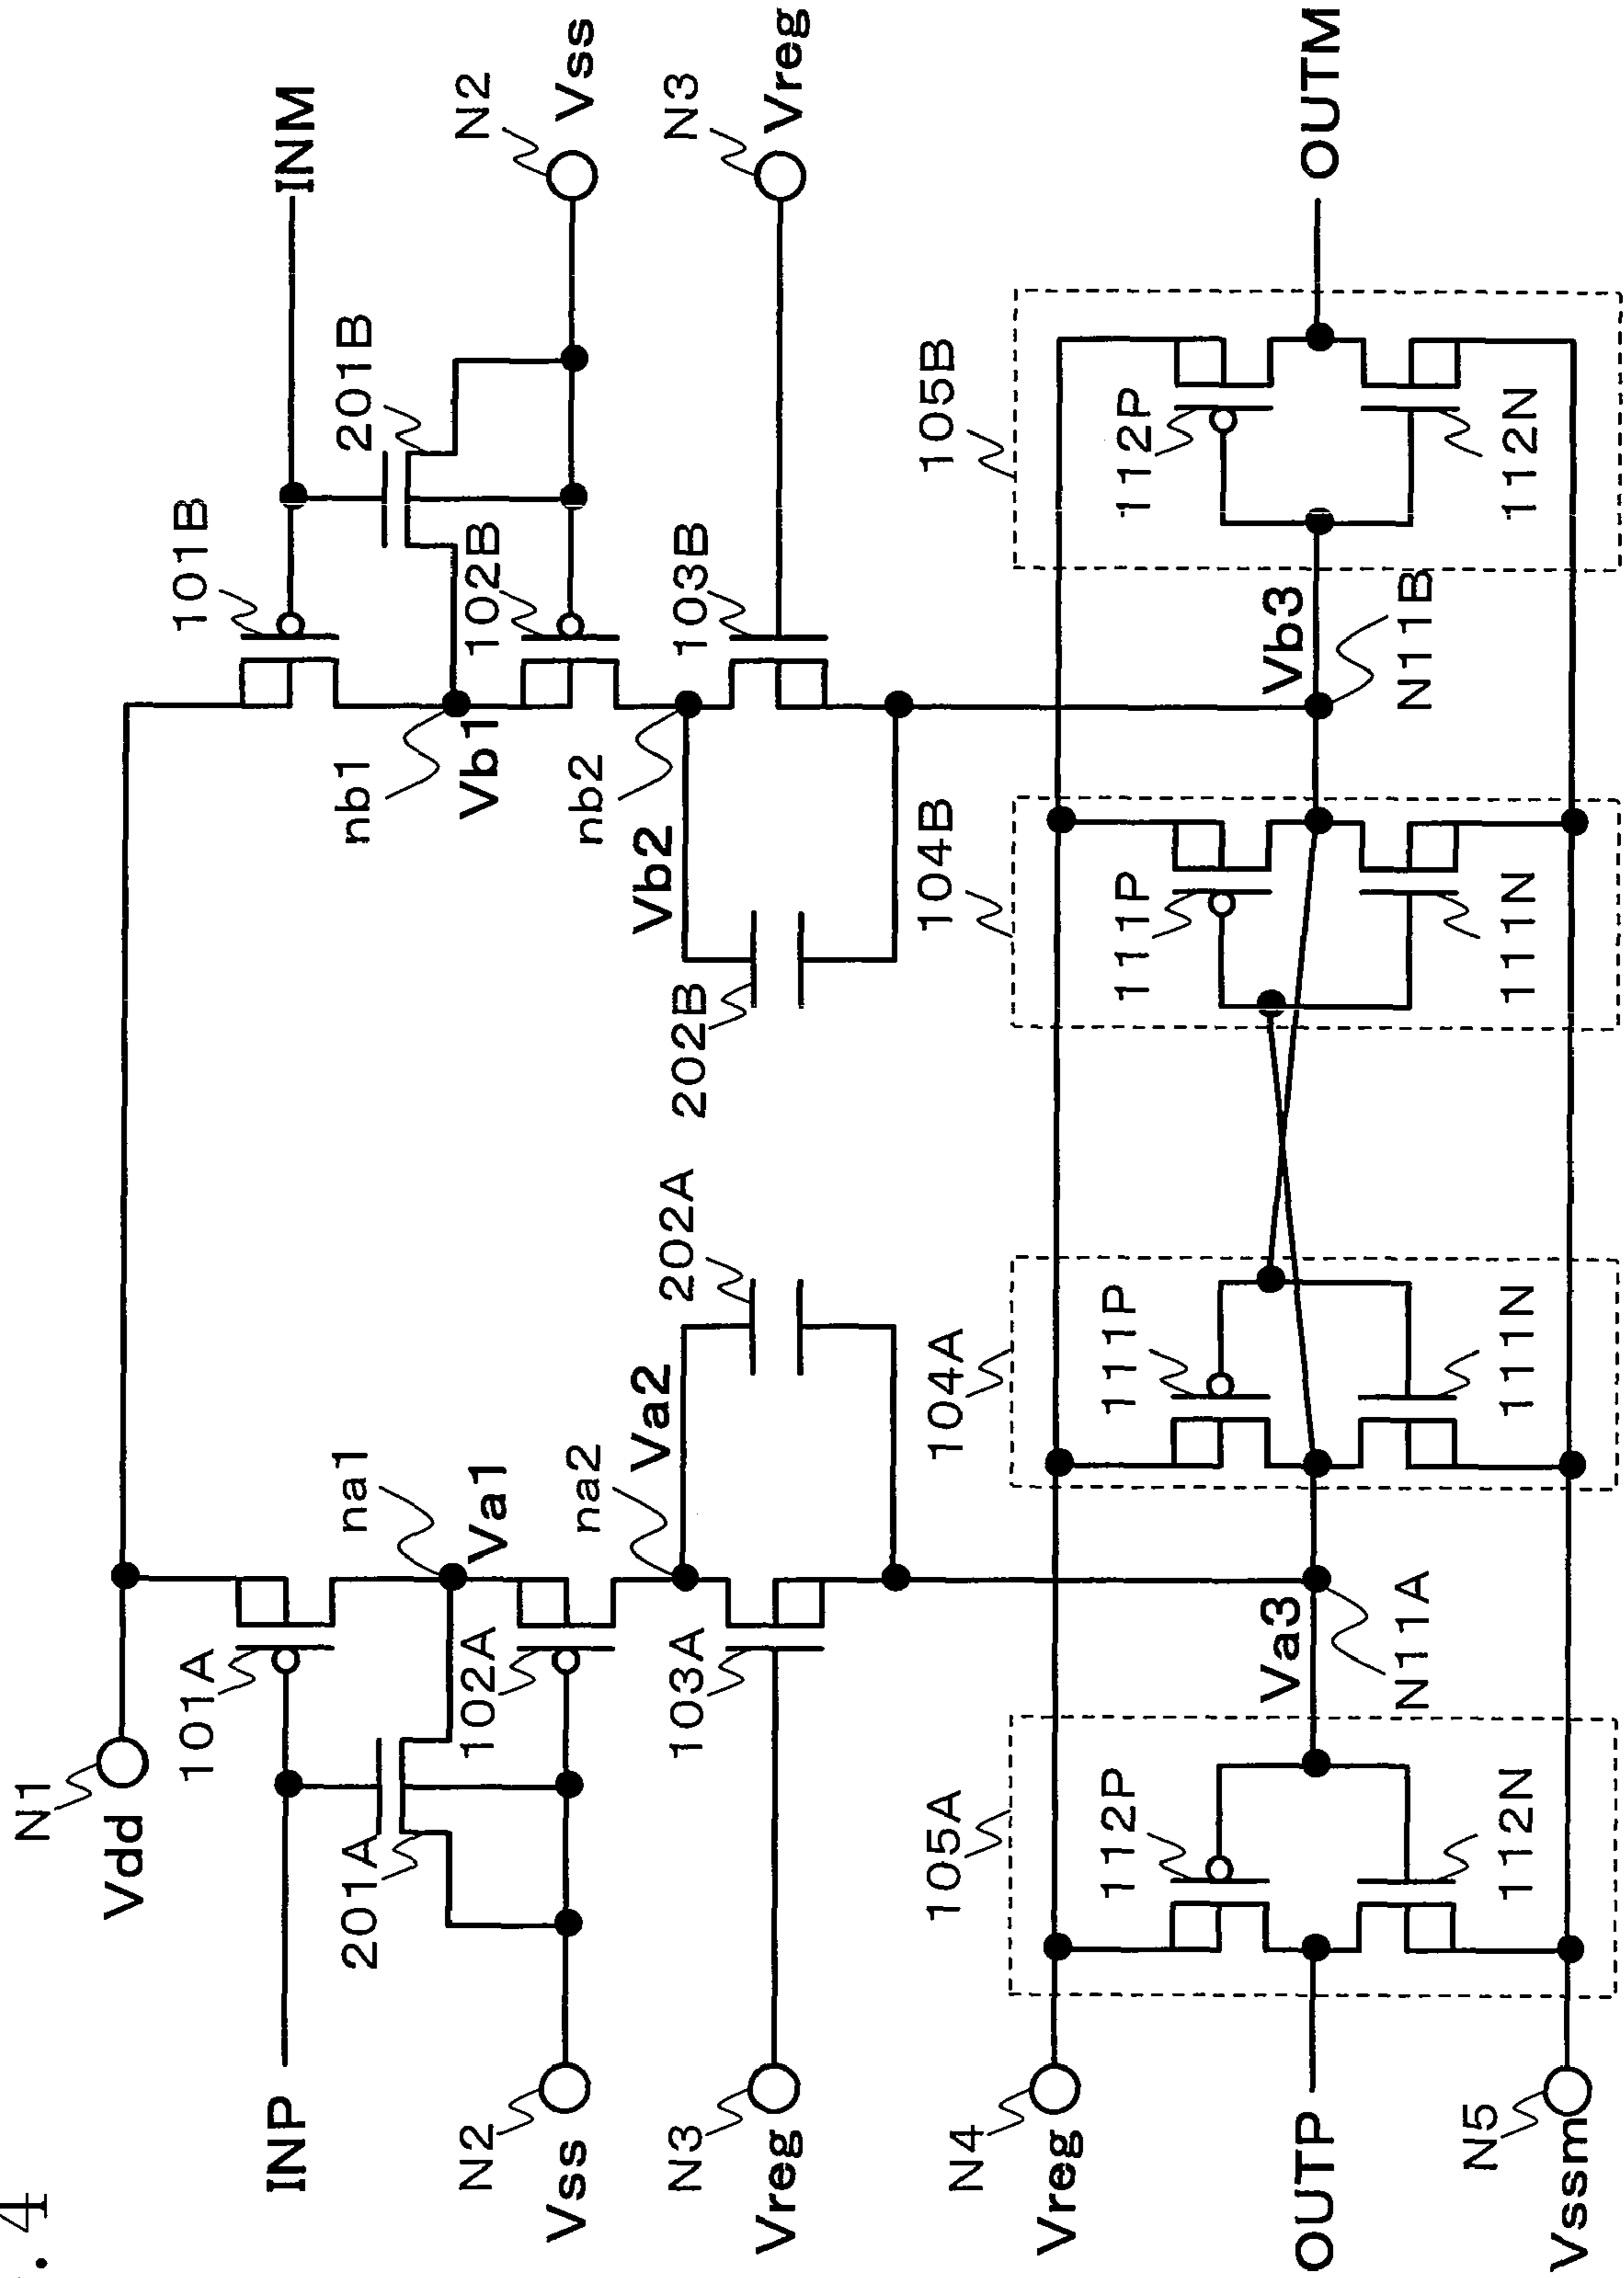 . 4
N1
Vdd
INP
INM
101A
101B
na1
nb1
Va1
Vb1
201A
201B
N2
Vss
N2
Vss
102A
102B
na2
nb2
Va2
Vb2
202A
202B
103A
103B
N3
Vreg
N3
Vreg
105A
104A
104B
105B
N4
Vreg
112P
111P
111P
112P
Va3
Vb3
OUTP
OUTM
N11A
N11B
112N
111N
111N
112N
N5
Vssm